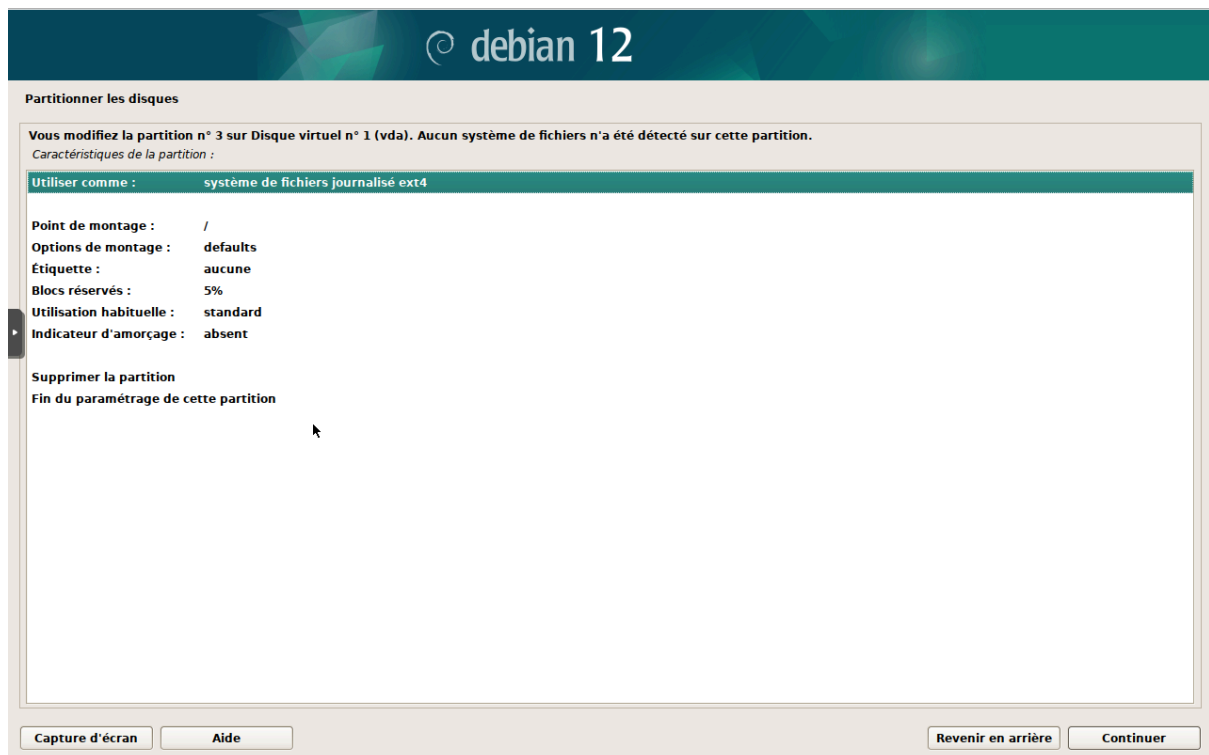 debian 12
Partitionner les disques
Vous modifiez la partition n° 3 sur Disque virtuel n° 1 (vda). Aucun système de fichiers n'a été détecté sur cette partition.
Caractéristiques de la partition :
Utiliser comme : système de fichiers journalisé ext4
Point de montage : /
Options de montage : defaults
Étiquette : aucune
Blocs réservés : 5%
Utilisation habituelle : standard
Indicateur d'amorçage : absent
Supprimer la partition
Fin du paramétrage de cette partition
Capture d'écran Aide Revenir en arrière Continuer